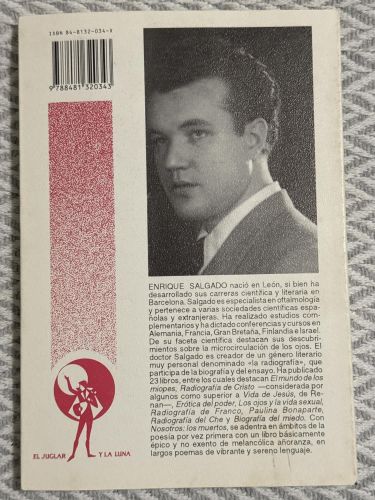 ISBN 84-8132-034-X
9 788481 320343
ENRIQUE SALGADO nació en León, si bien ha
desarrollado sus carreras científica y literaria en
Barcelona. Salgado es especialista en oftalmología
y pertenece a varias sociedades científicas espa-
ñolas y extranjeras. Ha realizado estudios com-
plementarios y ha dictado conferencias y cursos en
Alemania, Francia, Gran Bretaña, Finlandia e Israel.
De su faceta científica destacan sus descubri-
mientos sobre la microcirculación de los ojos. El
doctor Salgado es creador de un género literario
muy personal denominado «la radiografía», que
participa de la biografía y del ensayo. Ha publicado
23 libros, entre los cuales destacan El mundo de los
miopes, Radiografía de Cristo —considerada por
algunos como superior a Vida de Jesús, de Re-
nan—, Erótica del poder, Los ojos y la vida sexual,
Radiografía de Franco, Paulina Bonaparte,
Radiografía del Che y Biografía del miedo. Con
Nosotros; los muertos, se adentra en ámbitos de la
poesía por vez primera con un libro básicamente
épico y no exento de melancólica añoranza, en
largos poemas de vibrante y sereno lenguaje.
EL JUGLAR Y LA LUNA